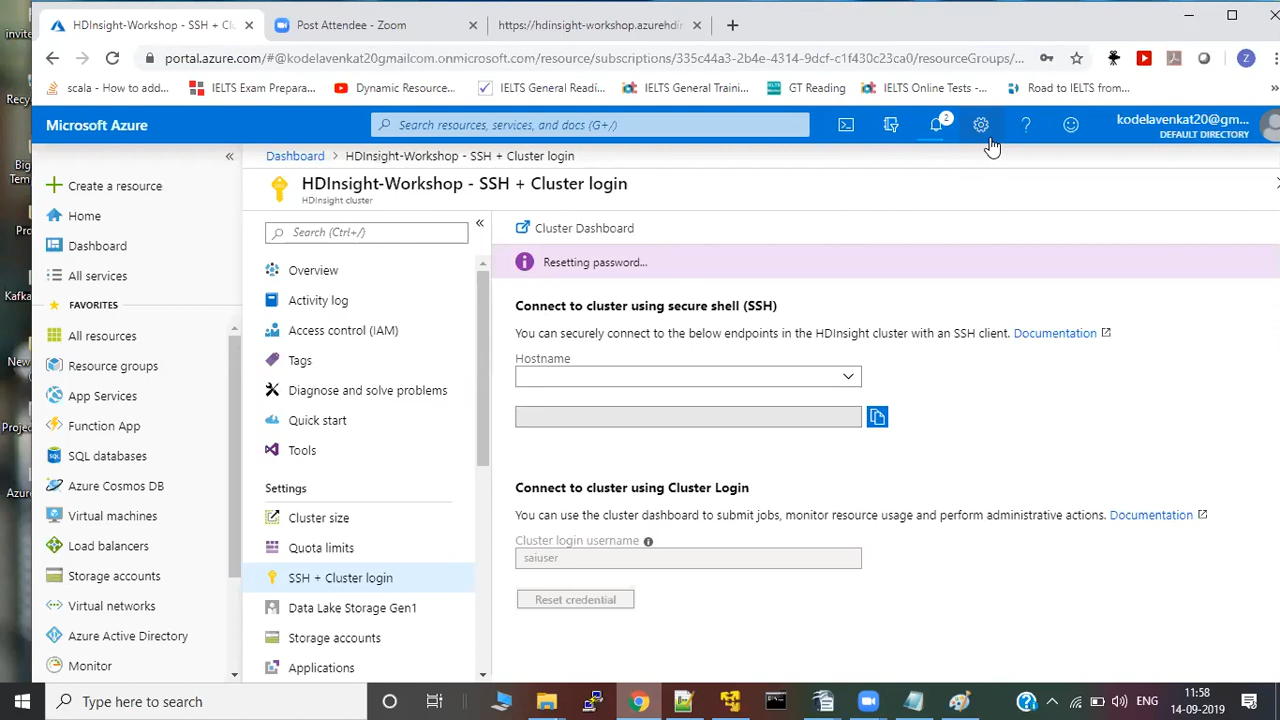 invite
HDInsight-Workshop - SSH + Cl
Post Attendee - Zoom
https://hdinsight-workshop.azurehdi
portal.azure.com/#@kodelavenkat20gmailkom.onmicrosoft.com/resource/subscriptions/335c44a3-2b4e-4314-9dcf-c1f430c23ca0/resourceGroups/...
Z
scala - How to add...
IELTS Exam Prepara...
Dynamic Resource...
IELTS General Readi...
IELTS General Traini...
GT Reading
IELTS Online Tests -...
Road to IELTS from...
Microsoft Azure
Search resources, services, and docs (G+/)
2
kodelavenkat20@gm...
DEFAULT DIRECTORY
Dashboard > HDInsight-Workshop - SSH + Cluster login
HDInsight-Workshop - SSH + Cluster login
HDInsight cluster
Create a resource
Home
Dashboard
All services
FAVORITES
All resources
Resource groups
App Services
Function App
SQL databases
Azure Cosmos DB
Virtual machines
Load balancers
Storage accounts
Virtual networks
Azure Active Directory
Monitor
Search (Ctrl+/)
Overview
Activity log
Access control (IAM)
Tags
Diagnose and solve problems
Quick start
Tools
Settings
Cluster size
Quota limits
SSH + Cluster login
Data Lake Storage Gen1
Storage accounts
Applications
Cluster Dashboard
Resetting password...
Connect to cluster using secure shell (SSH)
You can securely connect to the below endpoints in the HDInsight cluster with an SSH client. Documentation
Hostname
Connect to cluster using Cluster Login
You can use the cluster dashboard to submit jobs, monitor resource usage and perform administrative actions. Documentation
Cluster login username
saiuser
Reset credential
Type here to search
ENG
11:58
14-09-2019